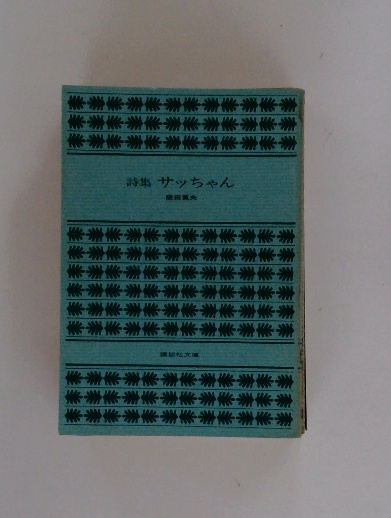 詩集 サッちゃん
阪田寛夫
講談社文庫